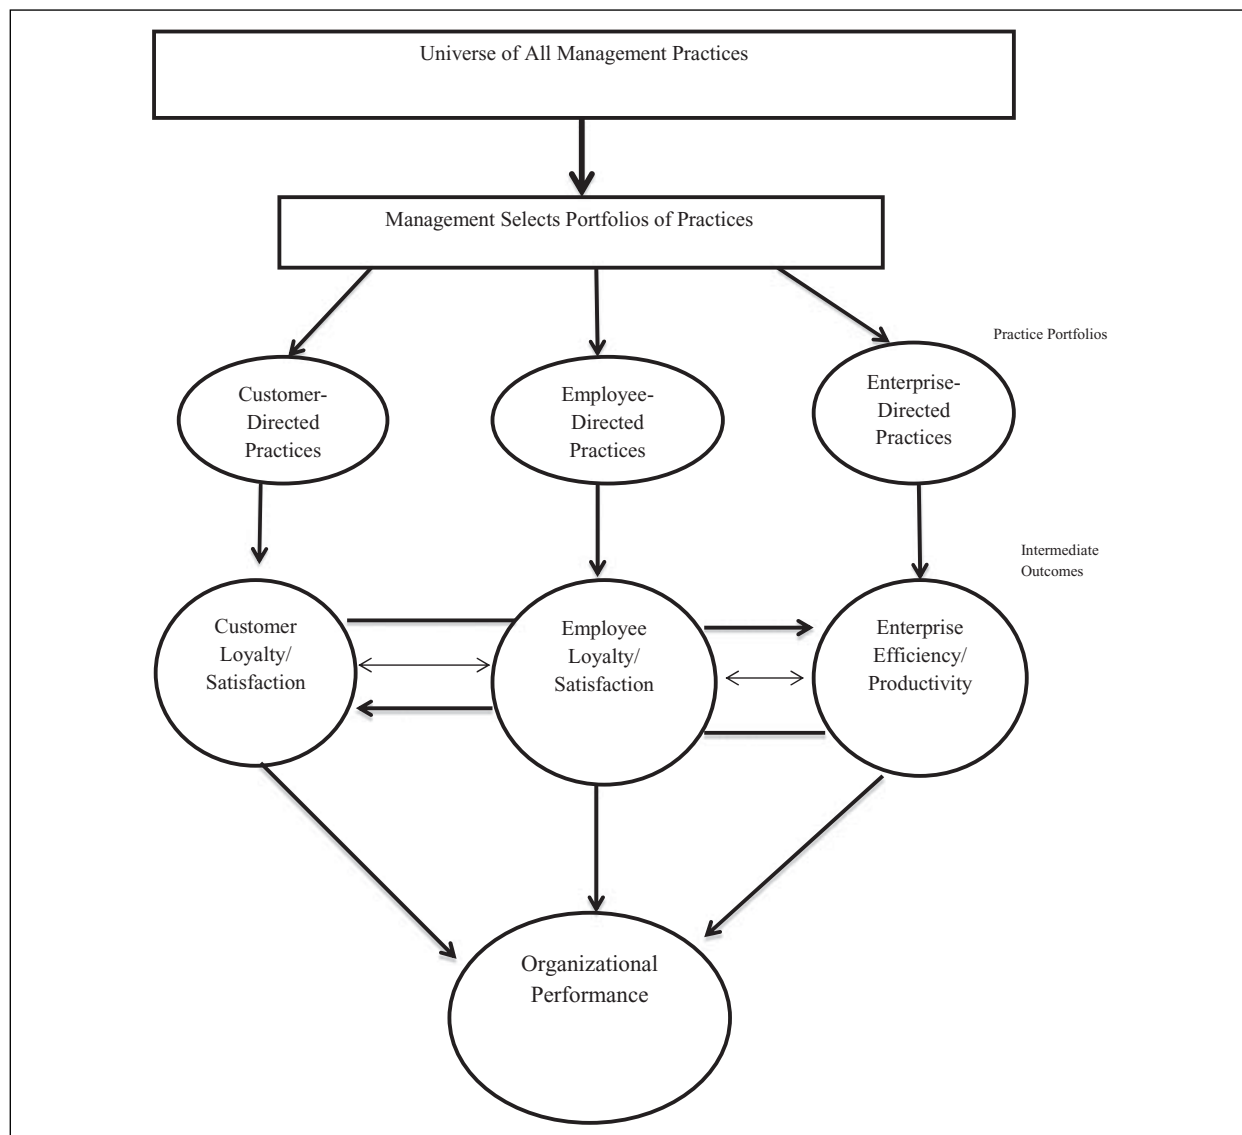 Universe of All Management Practices
Management Selects Portfolios of Practices
Practice Portfolios
Customer-
Directed
Practices
Employee-
Directed
Practices
Enterprise-
Directed
Practices
Intermediate
Outcomes
Customer
Loyalty/
Satisfaction
Employee
Loyalty/
Satisfaction
Enterprise
Efficiency/
Productivity
Organizational
Performance